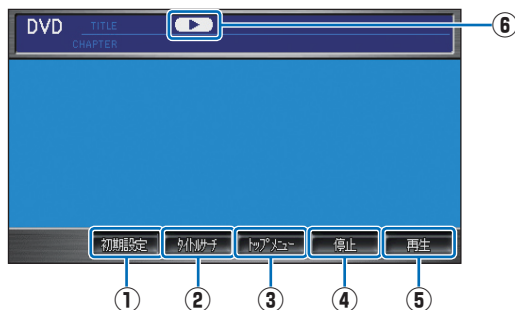 DVD TITLE
CHAPTER
⑥
初期設定 ﾀｲﾄﾙｻｰﾁ ﾄｯﾌﾟﾒﾆｭｰ 停止 再生
① ② ③ ④ ⑤